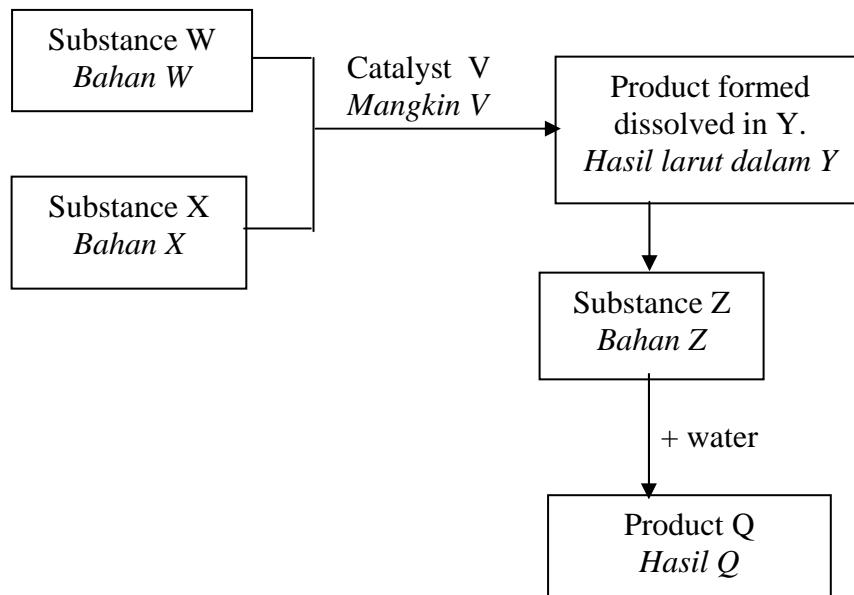 Substance W
Bahan W
Catalyst V
Mangkin V
Product formed
dissolved in Y.
Hasil larut dalam Y
Substance X
Bahan X
Substance Z
Bahan Z
+ water
Product Q
Hasil Q